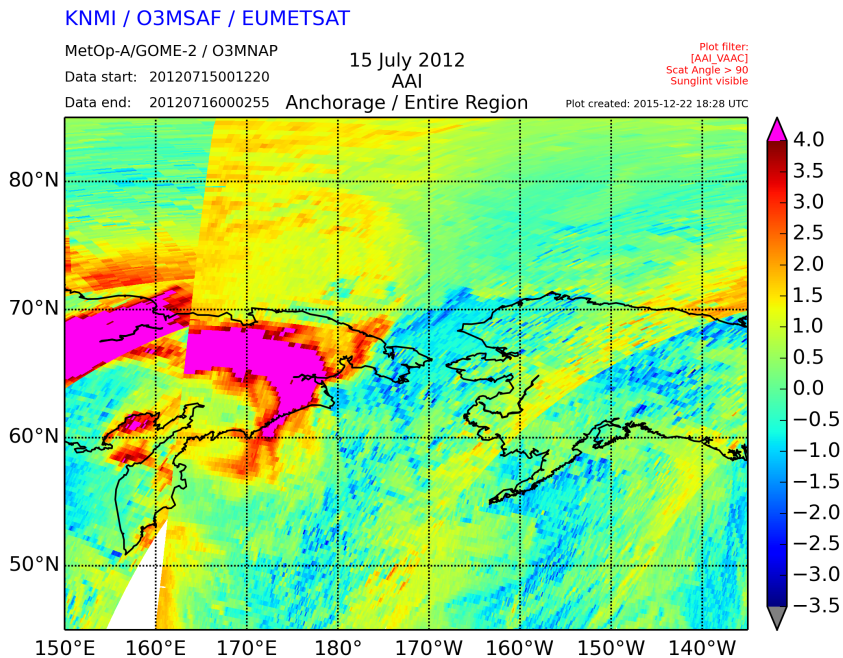 KNMI / O3MSAF / EUMETSAT
MetOp-A/GOME-2 / O3MNAP
Data start: 20120715001220
Data end: 20120716000255
15 July 2012
AAI
Anchorage / Entire Region
Plot filter:
[AAI_VAAC]
Scat Angle > 90
Sunglint visible
Plot created: 2015-12-22 18:28 UTC
80°N
70°N
60°N
50°N
150°E 160°E 170°E 180° 170°W 160°W 150°W 140°W
4.0
3.5
3.0
2.5
2.0
1.5
1.0
0.5
0.0
−0.5
−1.0
−1.5
−2.0
−2.5
−3.0
−3.5